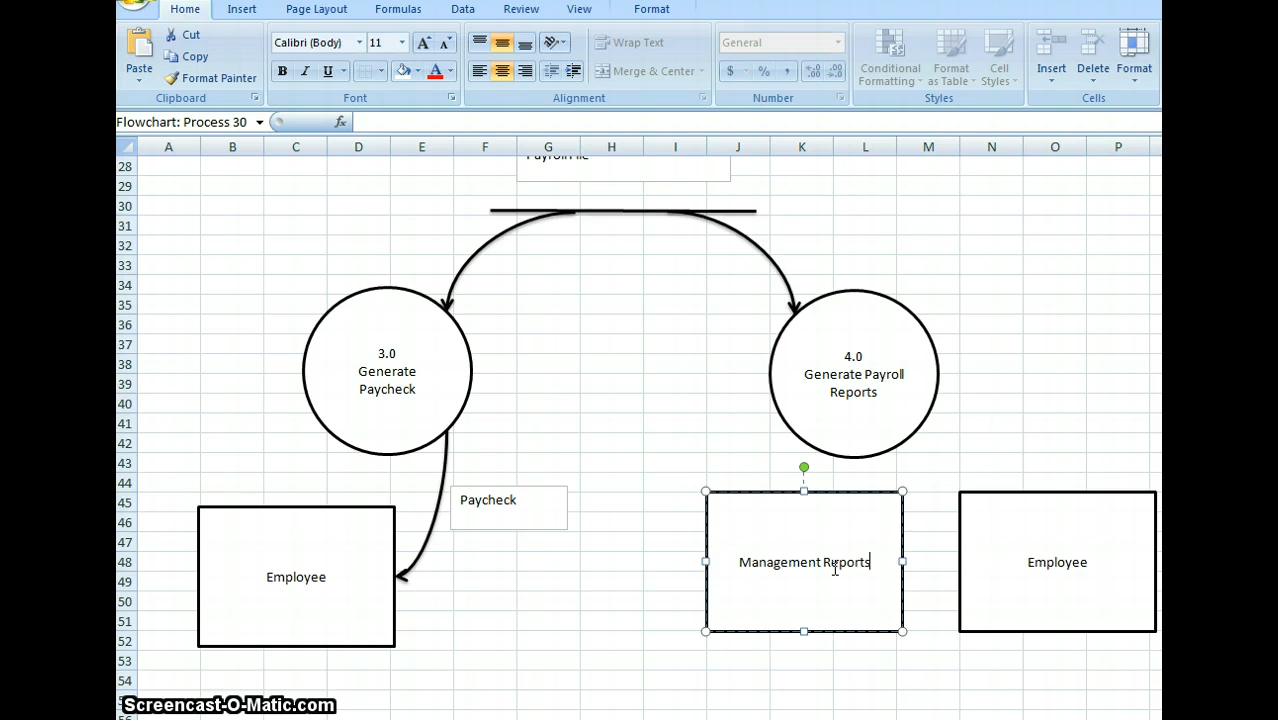 Home Insert Page Layout Formulas Data Review View Format
Cut
Calibri (Body) 11
Wrap Text
General
Copy
Paste
Format Painter
B I U
Merge & Center
$ % ,
Conditional Formatting
Format as Table
Cell Styles
Insert Delete Format
Clipboard Font Alignment Number Styles Cells
Flowchart: Process 30 fx
A B C D E F G H I J K L M N O P
28
Payroll File
29
30
31
32
33
34
35
36
37
38
39
40
41
42
43
44
45
46
47
48
49
50
51
52
53
54
3.0
Generate
Paycheck
4.0
Generate Payroll
Reports
Paycheck
Employee
Management Reports
Employee
Screencast-O-Matic.com